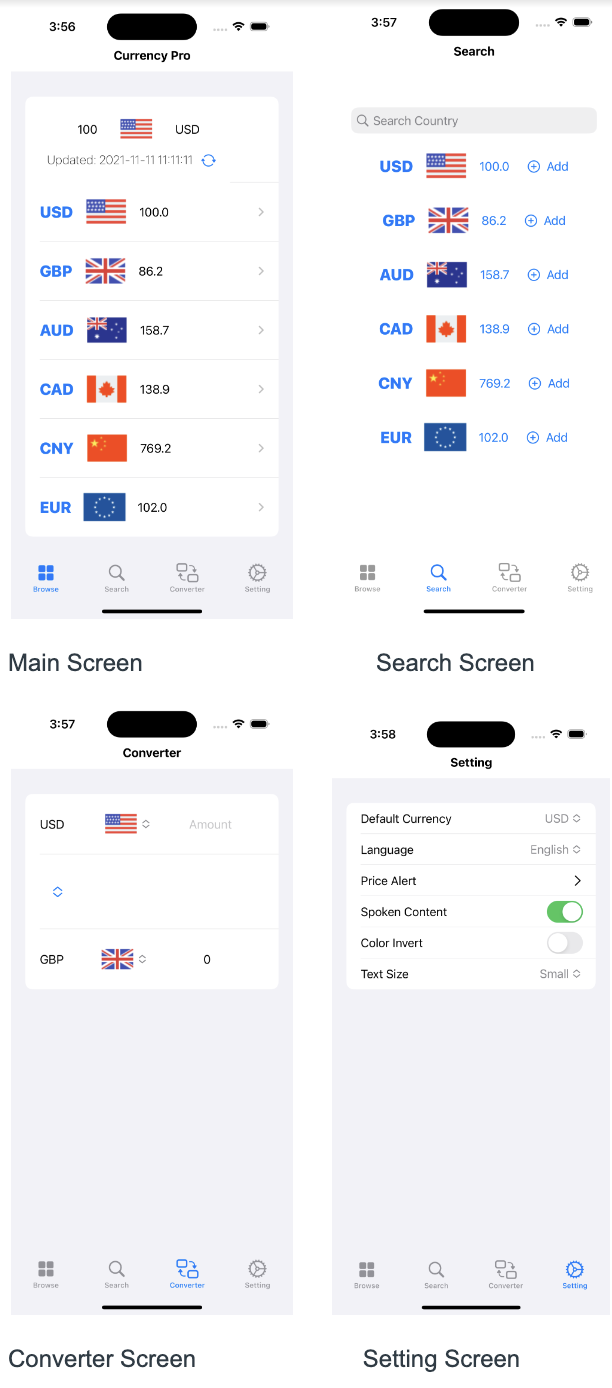 3:56
Currency Pro
100 USD
Updated: 2021-11-11 11:11:11
USD 100.0
GBP 86.2
AUD 158.7
CAD 138.9
CNY 769.2
EUR 102.0
Browse Search Converter Setting
Main Screen
3:57
Search
Search Country
USD 100.0 Add
GBP 86.2 Add
AUD 158.7 Add
CAD 138.9 Add
CNY 769.2 Add
EUR 102.0 Add
Browse Search Converter Setting
Search Screen
3:57
Converter
USD Amount
GBP 0
Browse Search Converter Setting
Converter Screen
3:58
Setting
Default Currency USD
Language English
Price Alert
Spoken Content
Color Invert
Text Size Small
Browse Search Converter Setting
Setting Screen